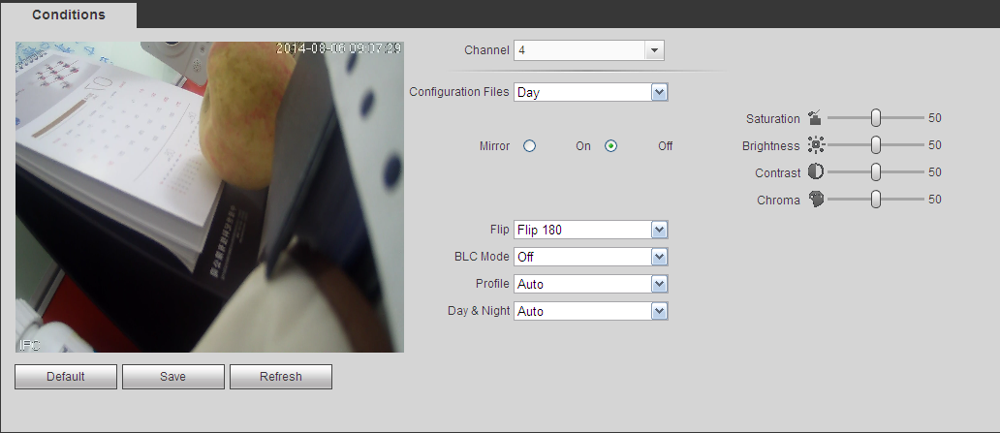 Conditions
2014-08-06 09:07:29
IPC
Channel 4
Configuration Files Day
Mirror On Off
Saturation 50
Brightness 50
Contrast 50
Chroma 50
Flip Flip 180
BLC Mode Off
Profile Auto
Day & Night Auto
Default Save Refresh